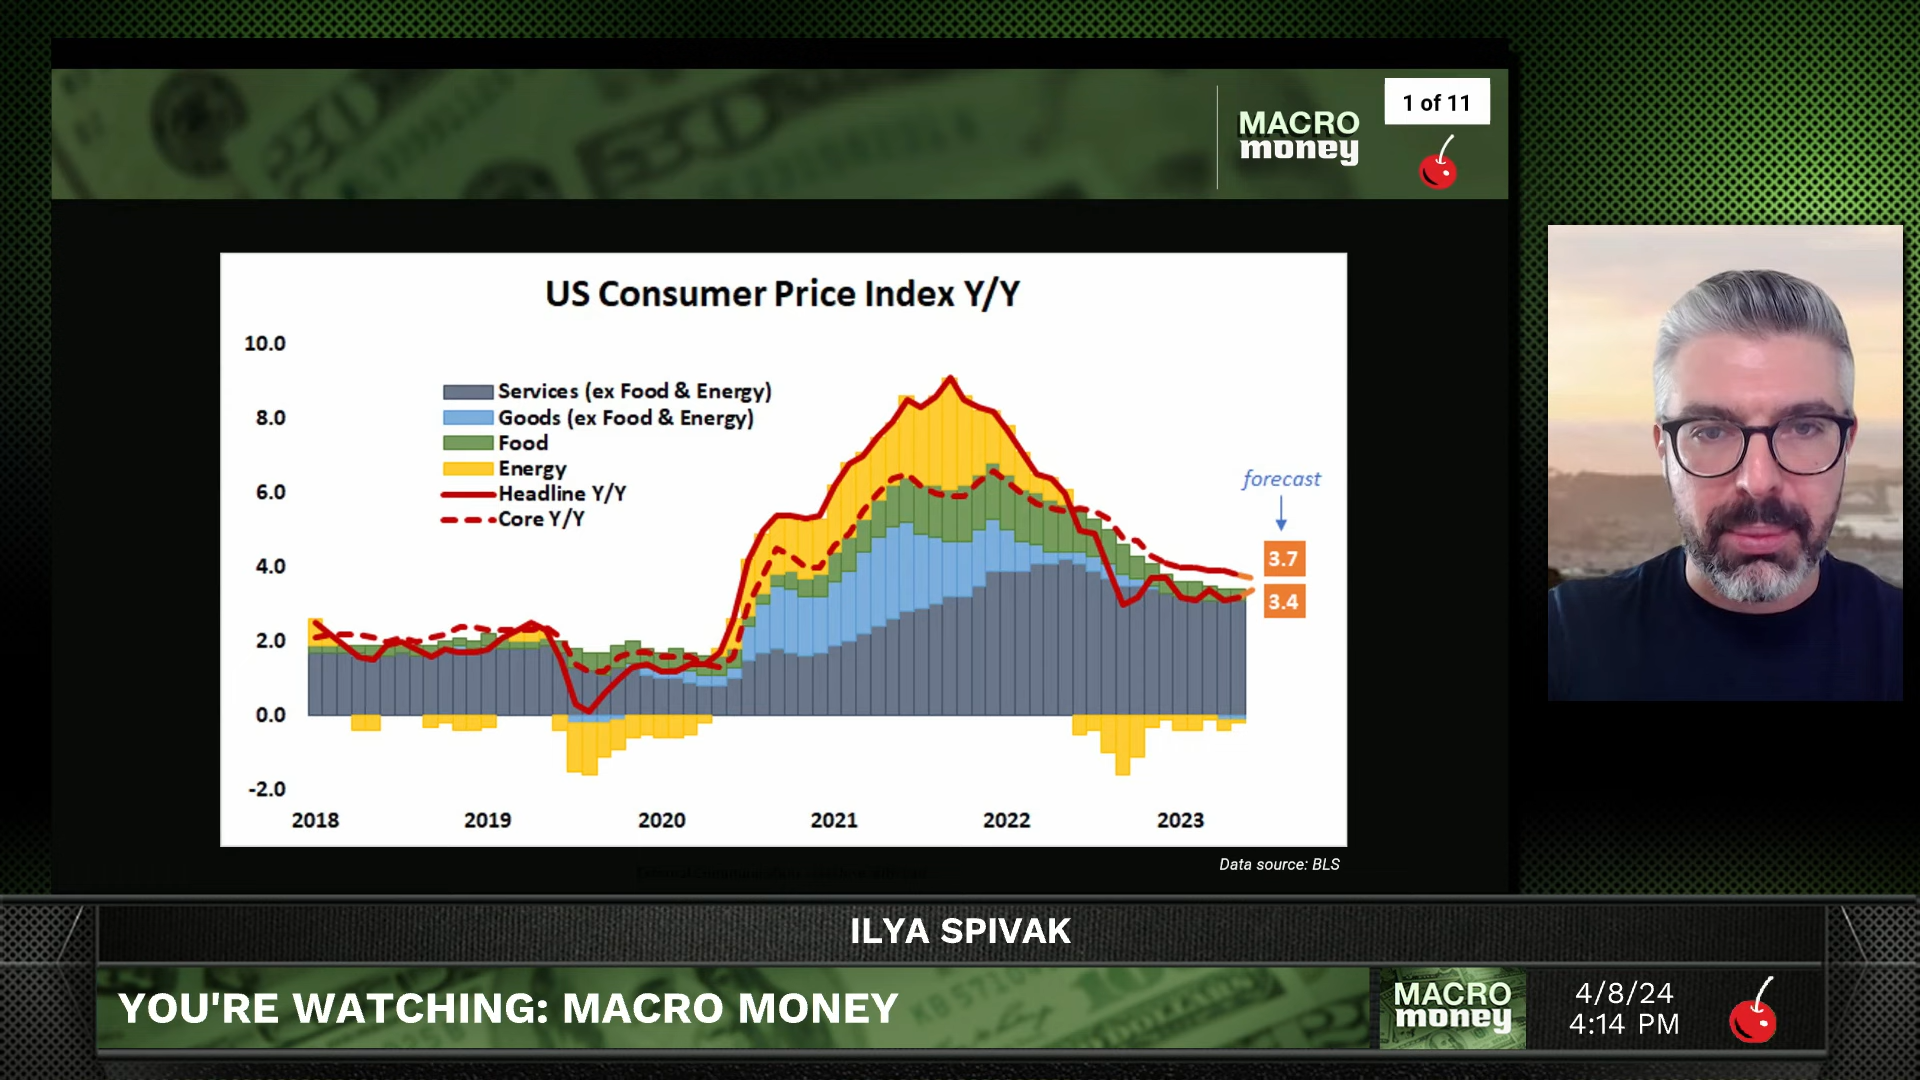 MACRO
money
1 of 11
US Consumer Price Index Y/Y
10.0
8.0
6.0
4.0
2.0
0.0
-2.0
Services (ex Food & Energy)
Goods (ex Food & Energy)
Food
Energy
Headline Y/Y
Core Y/Y
forecast
3.7
3.4
2018
2019
2020
2021
2022
2023
Data source: BLS
ILYA SPIVAK
YOU'RE WATCHING: MACRO MONEY
MACRO
money
4/8/24
4:14 PM